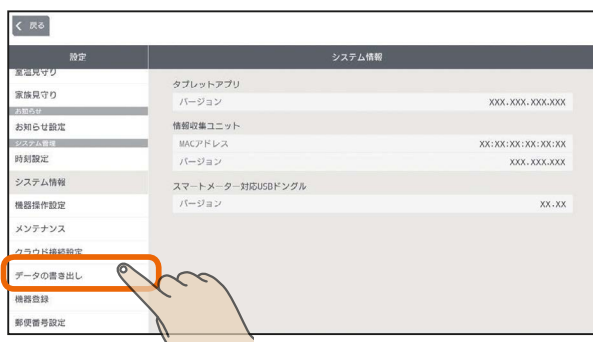 戻る
設定
システム情報
室温見守り
家族見守り
お知らせ
お知らせ設定
システム管理
時刻設定
システム情報
機器操作設定
メンテナンス
クラウド接続設定
データの書き出し
機器登録
郵便番号設定
タブレットアプリ
バージョン XXX.XXX.XXX.XXX
情報収集ユニット
MACアドレス XX:XX:XX:XX:XX:XX
バージョン XXX.XXX.XXX
スマートメーター対応USBドングル
バージョン XX.XX